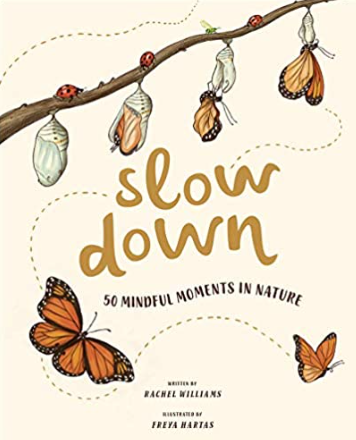 slow
down
50 MINDFUL MOMENTS IN NATURE
WRITTEN BY
RACHEL WILLIAMS
ILLUSTRATED BY
FREYA HARTAS